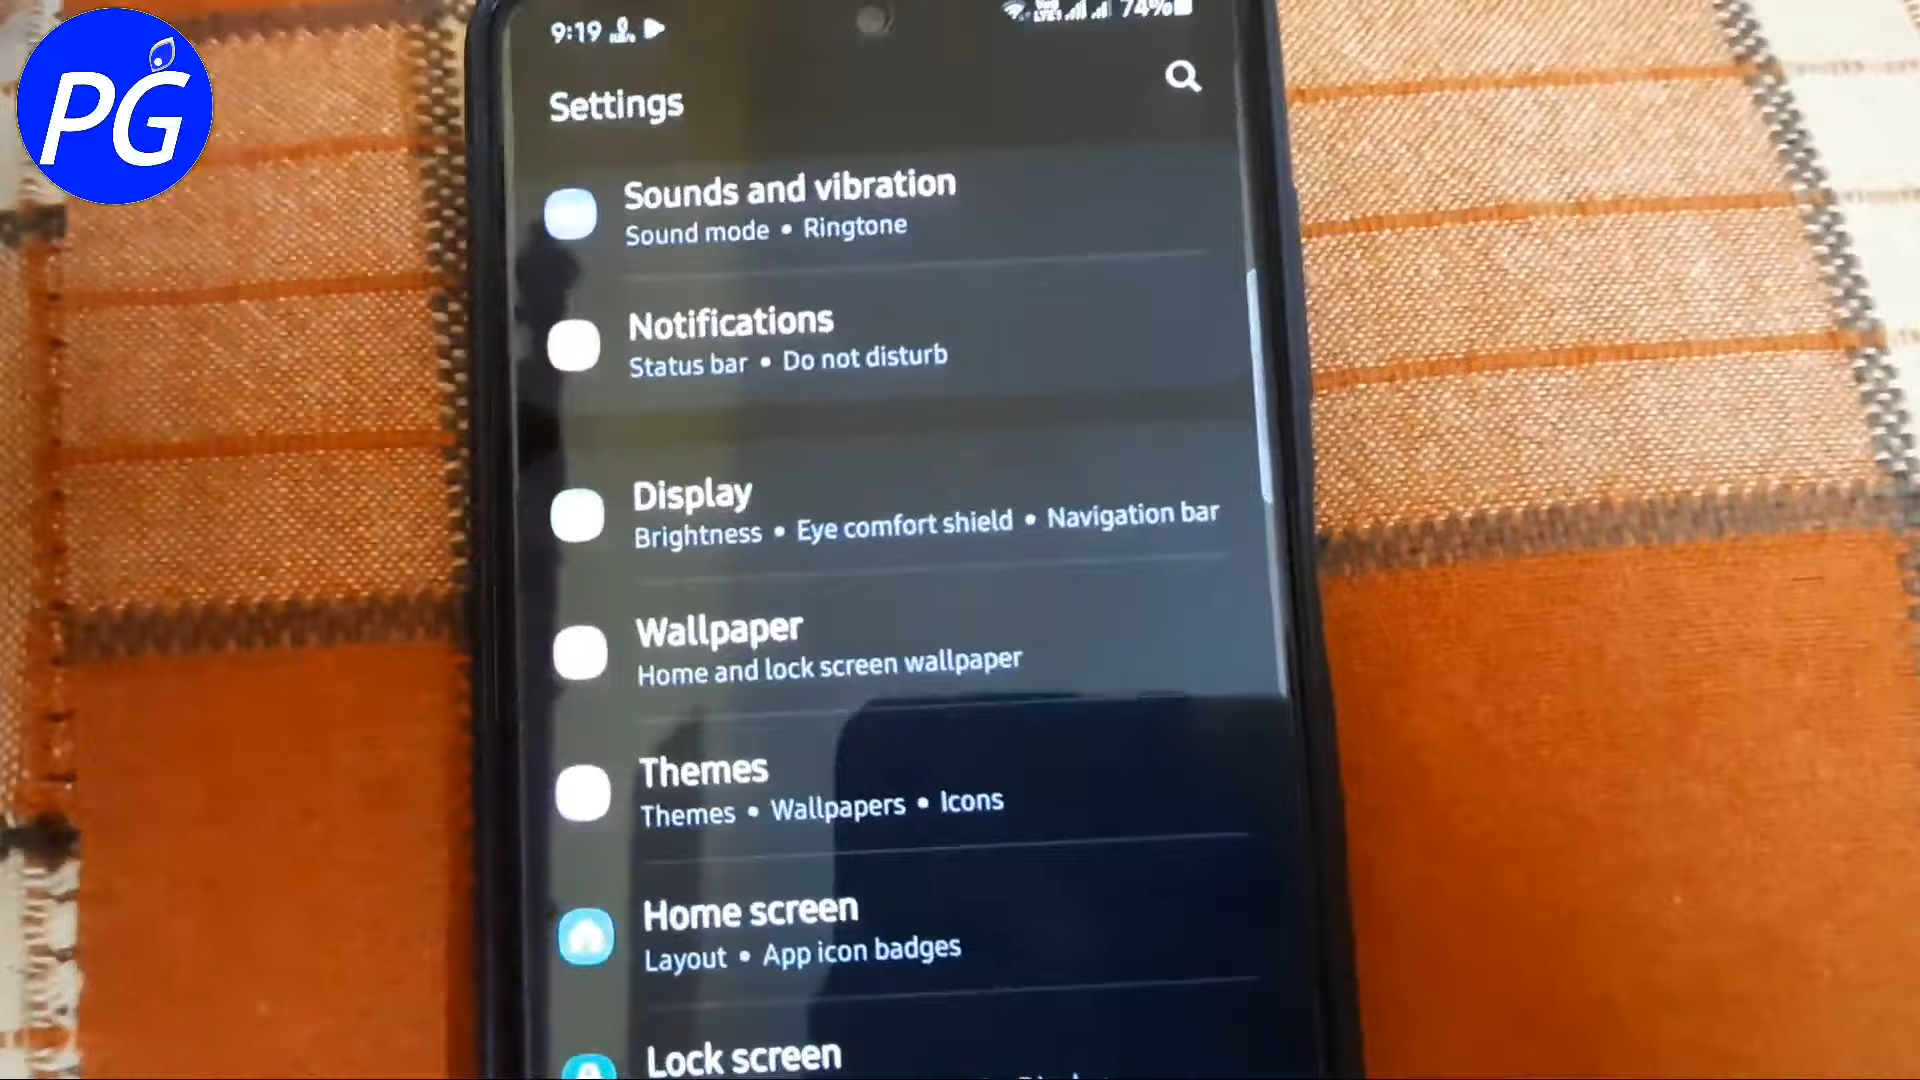 PG
9:19
74%
Settings
Sounds and vibration
Sound mode • Ringtone
Notifications
Status bar • Do not disturb
Display
Brightness • Eye comfort shield • Navigation bar
Wallpaper
Home and lock screen wallpaper
Themes
Themes • Wallpapers • Icons
Home screen
Layout • App icon badges
Lock screen